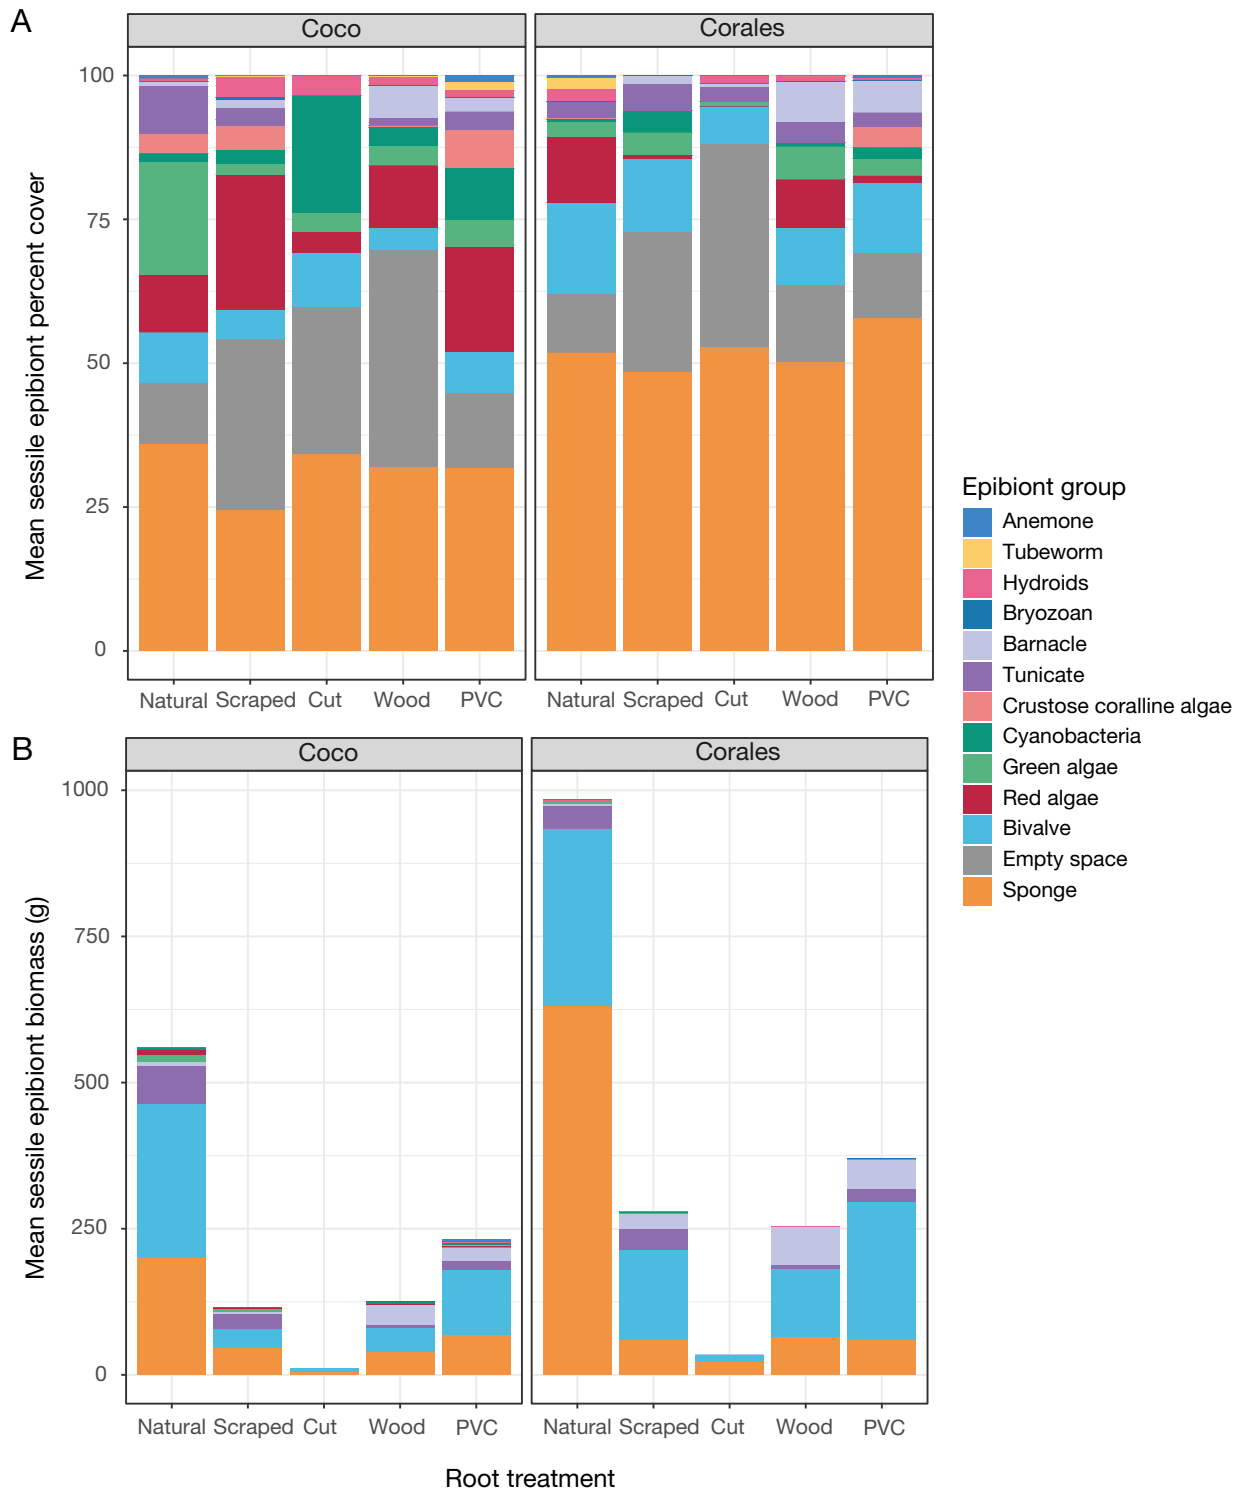 A
Coco
Corales
Mean sessile epibiont percent cover
100
75
50
25
0
Natural Scraped Cut Wood PVC
Natural Scraped Cut Wood PVC
Epibiont group
Anemone
Tubeworm
Hydroids
Bryozoan
Barnacle
Tunicate
Crustose coralline algae
Cyanobacteria
Green algae
Red algae
Bivalve
Empty space
Sponge
B
Coco
Corales
Mean sessile epibiont biomass (g)
1000
750
500
250
0
Natural Scraped Cut Wood PVC
Natural Scraped Cut Wood PVC
Root treatment